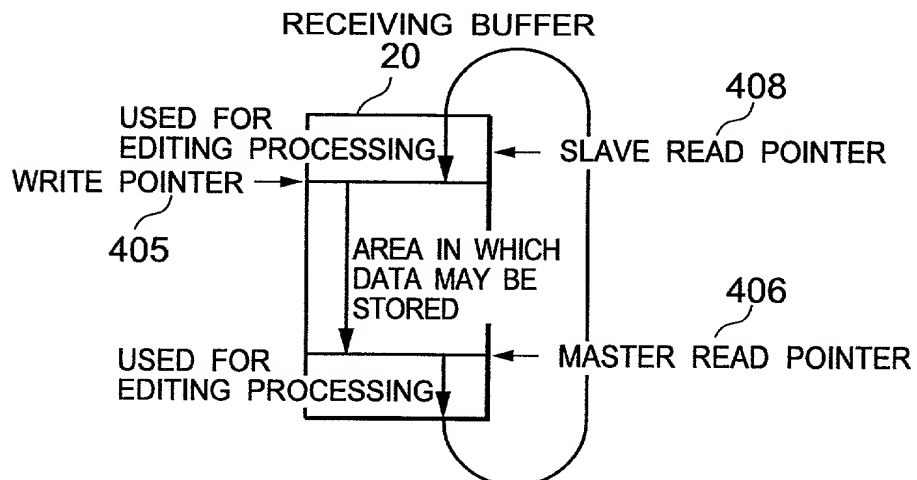 RECEIVING BUFFER
20
408
USED FOR
EDITING PROCESSING
SLAVE READ POINTER
WRITE POINTER
405
AREA IN WHICH
DATA MAY BE
STORED
406
USED FOR
EDITING PROCESSING
MASTER READ POINTER